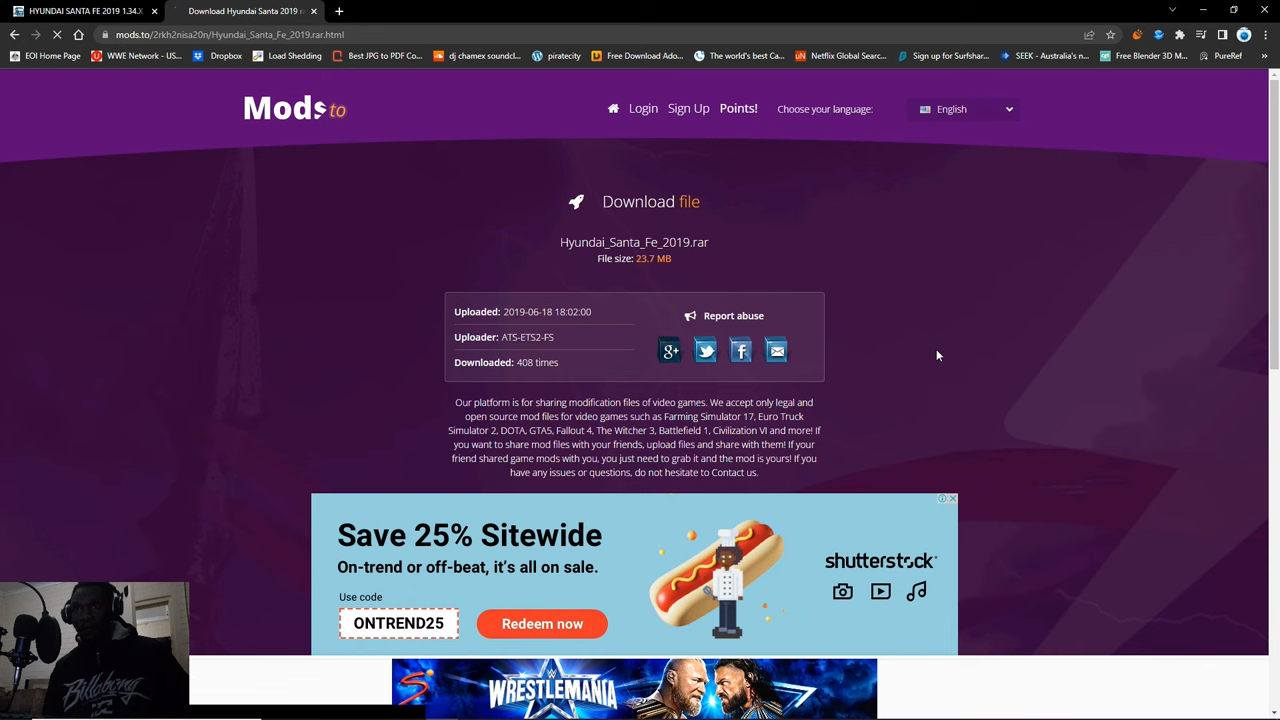 HYUNDAI SANTA FE 2019 1.34.X
Download Hyundai Santa Fe 2019 r
mods.to/2rkh2nisa20n/Hyundai_Santa_Fe_2019.rar.html
EOI Home Page
WWE Network - US...
Dropbox
Load Shedding
Best JPG to PDF Co...
dj chamex soundcl...
piratecity
Free Download Ado...
The world's best Ca...
Netflix Global Searc...
Sign up for Surfshar...
SEEK - Australia's n...
Free Blender 3D M...
PureRef
Mods to
Login
Sign Up
Points!
Choose your language:
English
Download file
Hyundai_Santa_Fe_2019.rar
File size: 23.7 MB
Uploaded: 2019-06-18 18:02:00
Report abuse
Uploader: ATS-ETS2-FS
Downloaded: 408 times
Our platform is for sharing modification files of video games. We accept only legal and
open source mod files for video games such as Farming Simulator 17, Euro Truck
Simulator 2, DOTA, GTA5, Fallout 4, The Witcher 3, Battlefield 1, Civilization VI and more! If
you want to share mod files with your friends, upload files and share with them! If your
friend shared game mods with you, you just need to grab it and the mod is yours! If you
have any issues or questions, do not hesitate to Contact us.
Save 25% Sitewide
On-trend or off-beat, it's all on sale.
Use code
ONTREND25
Redeem now
shutterstock
Billabong
WRESTLEMANIA